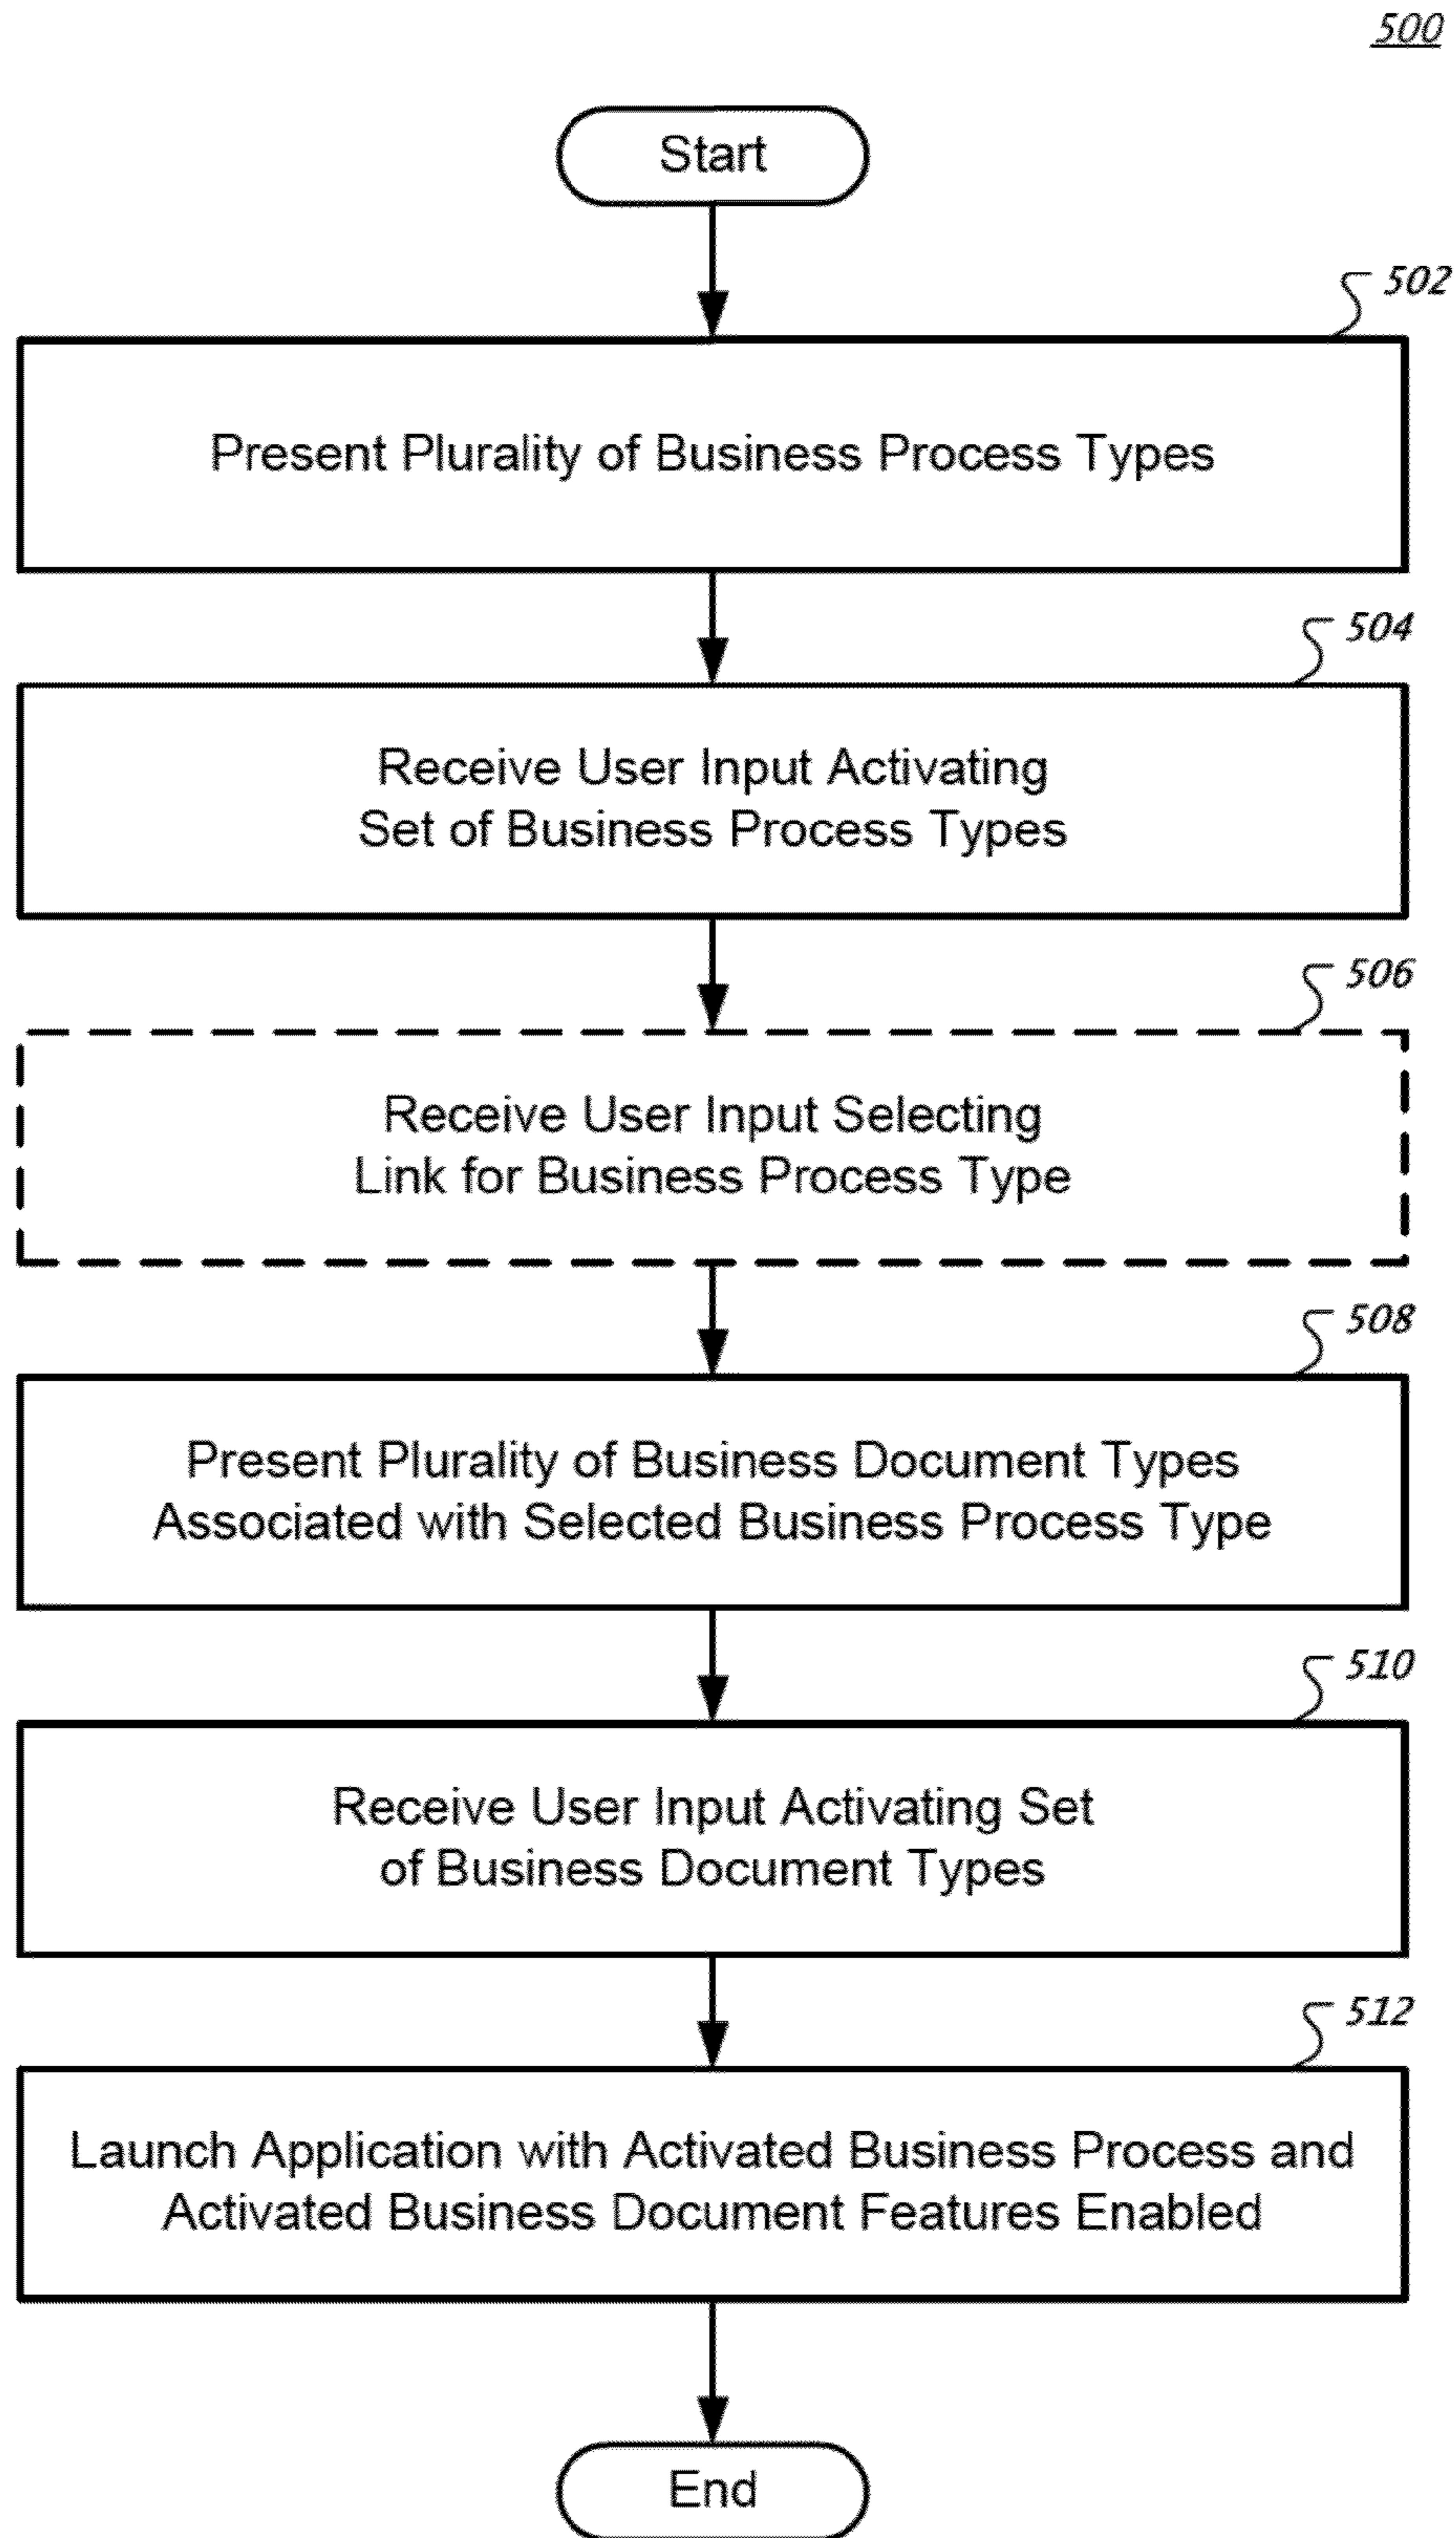 500
Start
502
Present Plurality of Business Process Types
504
Receive User Input Activating
Set of Business Process Types
506
Receive User Input Selecting
Link for Business Process Type
508
Present Plurality of Business Document Types
Associated with Selected Business Process Type
510
Receive User Input Activating Set
of Business Document Types
512
Launch Application with Activated Business Process and
Activated Business Document Features Enabled
End